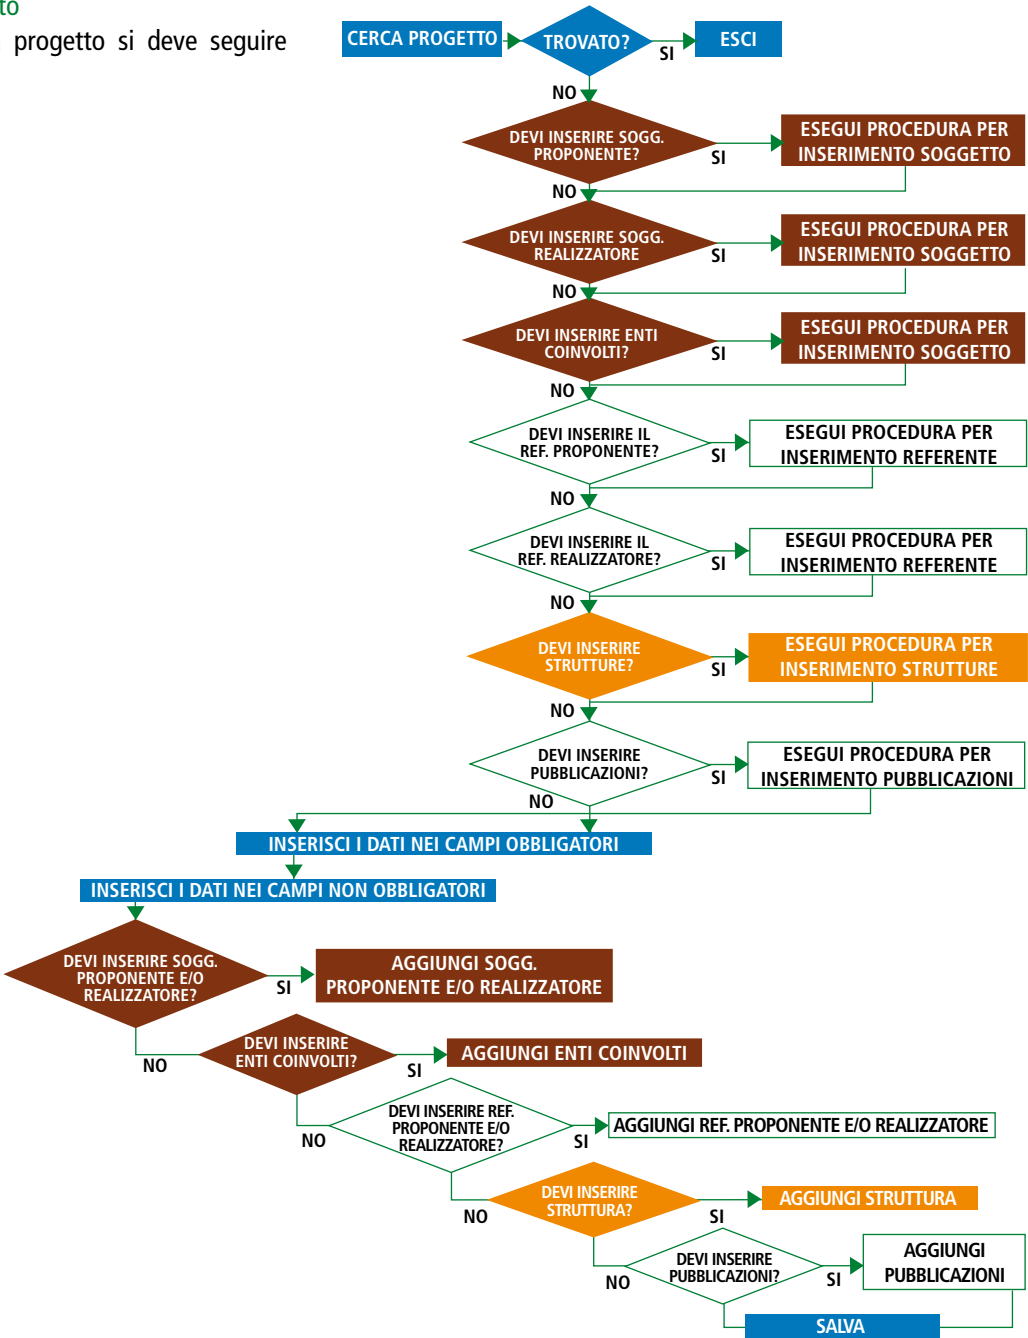 to
progetto si deve seguire
CERCA PROGETTO
TROVATO?
SI
ESCI
NO
DEVI INSERIRE SOGG.
PROPONENTE?
SI
ESEGUI PROCEDURA PER
INSERIMENTO SOGGETTO
NO
DEVI INSERIRE SOGG.
REALIZZATORE
SI
ESEGUI PROCEDURA PER
INSERIMENTO SOGGETTO
NO
DEVI INSERIRE ENTI
COINVOLTI?
SI
ESEGUI PROCEDURA PER
INSERIMENTO SOGGETTO
NO
DEVI INSERIRE IL
REF. PROPONENTE?
SI
ESEGUI PROCEDURA PER
INSERIMENTO REFERENTE
NO
DEVI INSERIRE IL
REF. REALIZZATORE?
SI
ESEGUI PROCEDURA PER
INSERIMENTO REFERENTE
NO
DEVI INSERIRE
STRUTTURE?
SI
ESEGUI PROCEDURA PER
INSERIMENTO STRUTTURE
NO
DEVI INSERIRE
PUBBLICAZIONI?
SI
ESEGUI PROCEDURA PER
INSERIMENTO PUBBLICAZIONI
NO
INSERISCI I DATI NEI CAMPI OBBLIGATORI
INSERISCI I DATI NEI CAMPI NON OBBLIGATORI
DEVI INSERIRE SOGG.
PROPONENTE E/O
REALIZZATORE?
SI
AGGIUNGI SOGG.
PROPONENTE E/O REALIZZATORE
NO
DEVI INSERIRE
ENTI COINVOLTI?
SI
AGGIUNGI ENTI COINVOLTI
NO
DEVI INSERIRE REF.
PROPONENTE E/O
REALIZZATORE?
SI
AGGIUNGI REF. PROPONENTE E/O REALIZZATORE
NO
DEVI INSERIRE
STRUTTURA?
SI
AGGIUNGI STRUTTURA
NO
DEVI INSERIRE
PUBBLICAZIONI?
SI
AGGIUNGI
PUBBLICAZIONI
SALVA